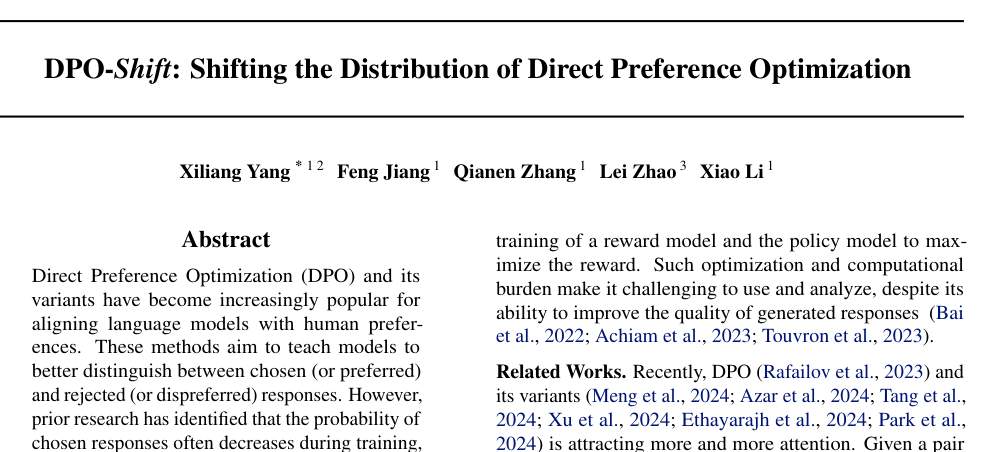 DPO-Shift: Shifting the Distribution of Direct Preference Optimization
Xiliang Yang * 1 2 Feng Jiang 1 Qianen Zhang 1 Lei Zhao 3 Xiao Li 1
Abstract
Direct Preference Optimization (DPO) and its
variants have become increasingly popular for
aligning language models with human prefer-
ences. These methods aim to teach models to
better distinguish between chosen (or preferred)
and rejected (or dispreferred) responses. However,
prior research has identified that the probability of
chosen responses often decreases during training,
training of a reward model and the policy model to max-
imize the reward. Such optimization and computational
burden make it challenging to use and analyze, despite its
ability to improve the quality of generated responses (Bai
et al., 2022; Achiam et al., 2023; Touvron et al., 2023).
Related Works. Recently, DPO (Rafailov et al., 2023) and
its variants (Meng et al., 2024; Azar et al., 2024; Tang et al.,
2024; Xu et al., 2024; Ethayarajh et al., 2024; Park et al.,
2024) is attracting more and more attention. Given a pair